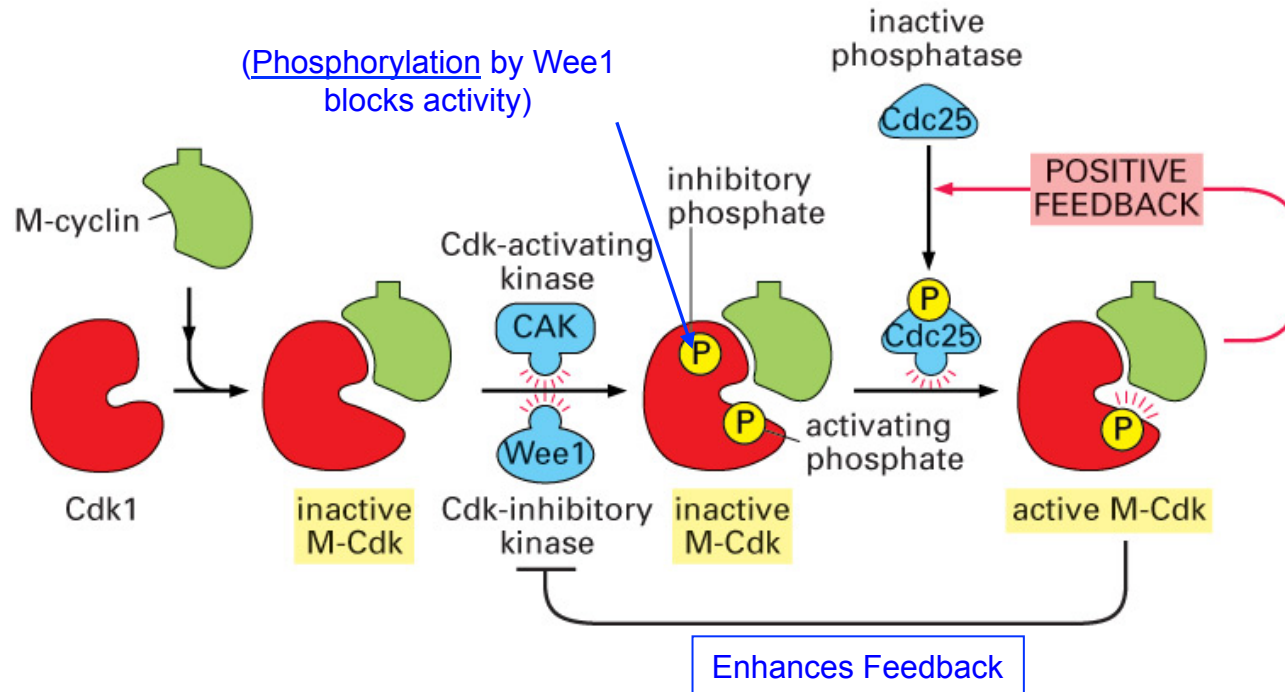 (Phosphorylation by Wee1
blocks activity)
inactive
phosphatase
Cdc25
POSITIVE
FEEDBACK
M-cyclin
inhibitory
phosphate
Cdk-activating
kinase
CAK
P
P
Cdc25
Wee1
P
P
activating
phosphate
Cdk1
inactive
M-Cdk
Cdk-inhibitory
kinase
inactive
M-Cdk
active M-Cdk
Enhances Feedback